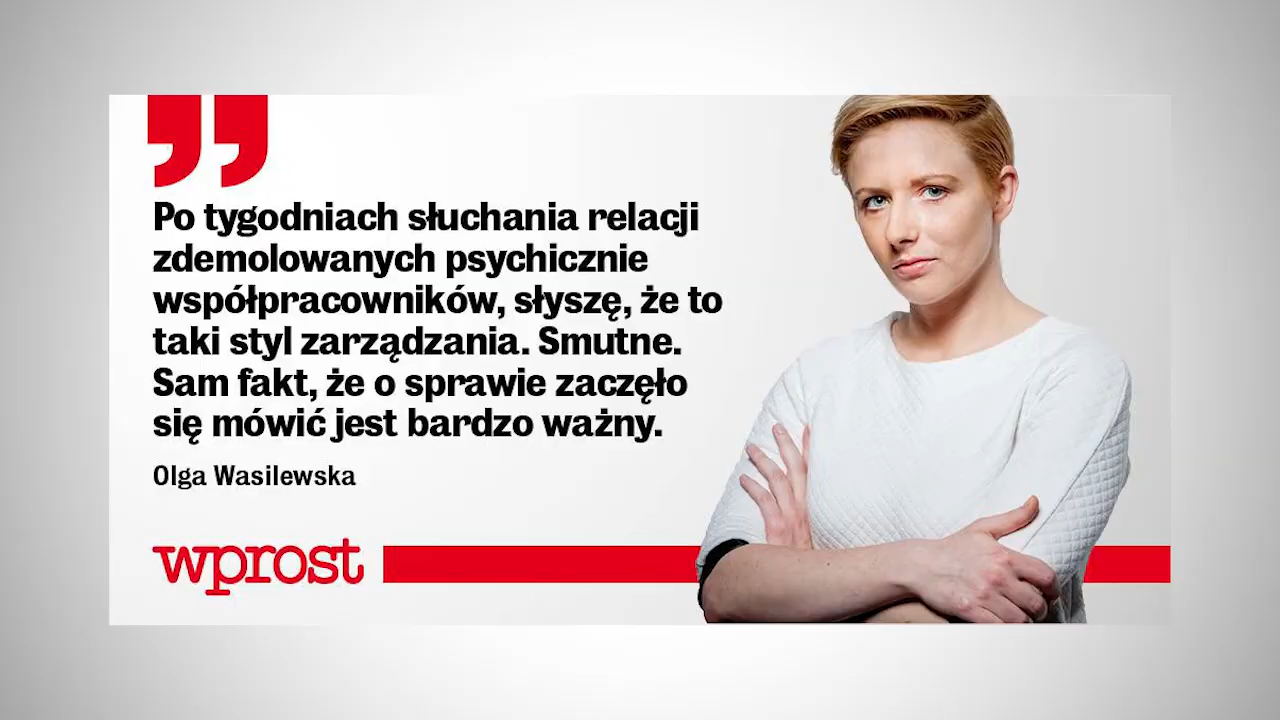 Po tygodniach słuchania relacji
zdemolowanych psychicznie
współpracowników, słyszę, że to
taki styl zarządzania. Smutne.
Sam fakt, że o sprawie zaczęło
się mówić jest bardzo ważny.
Olga Wasilewska
wprost